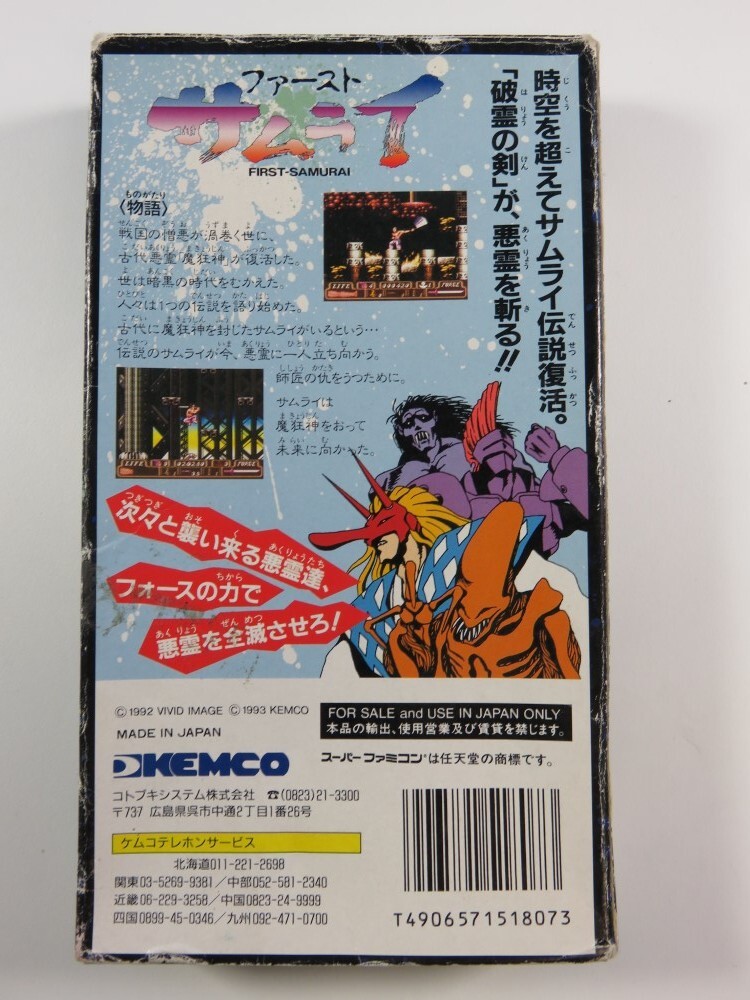 時空を超えてサムライ伝説復活。
「破霊の剣」が、悪霊を斬る!!
ファースト
サムライ
FIRST-SAMURAI
〈物語〉
戦国の憎悪が渦巻く世に、
古代悪霊「魔狂神」が復活した。
世は暗黒の時代をむかえた。
人々は1つの伝説を語り始めた。
古代に魔狂神を封じたサムライがいるという…
伝説のサムライが今、悪霊に一人立ち向かう。
師匠の仇をうつために。
サムライは
魔狂神をおって
未来に向かった。
次々と襲い来る悪霊達、
フォースの力で
悪霊を全滅させろ!
©1992 VIVID IMAGE ©1993 KEMCO
MADE IN JAPAN
FOR SALE and USE IN JAPAN ONLY
本品の輸出、使用営業及び賃貸を禁じます。
KEMCO
スーパーファミコン®は任天堂の商標です。
コトブキシステム株式会社 ☎(0823)21-3300
〒737 広島県呉市中通2丁目1番26号
ケムコテレホンサービス
北海道011-221-2698
関東03-5269-9381/中部052-581-2340
近畿06-229-3258/中国0823-24-9999
四国0899-45-0346/九州092-471-0700
T4906571518073